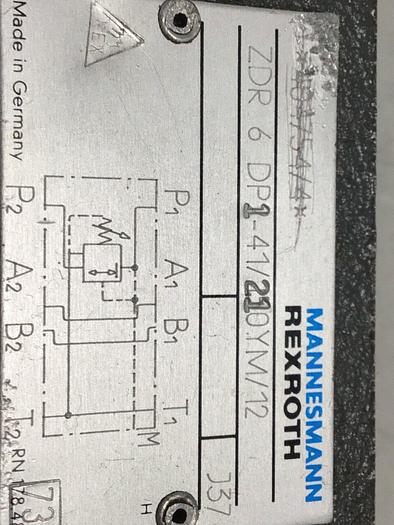 MANNESMANN
REXROTH
ZDR 6 DP1-41/210YM/12
J37
P1 A1 B1 T1
M
P2 A2 B2 T2
H
Made in Germany
73